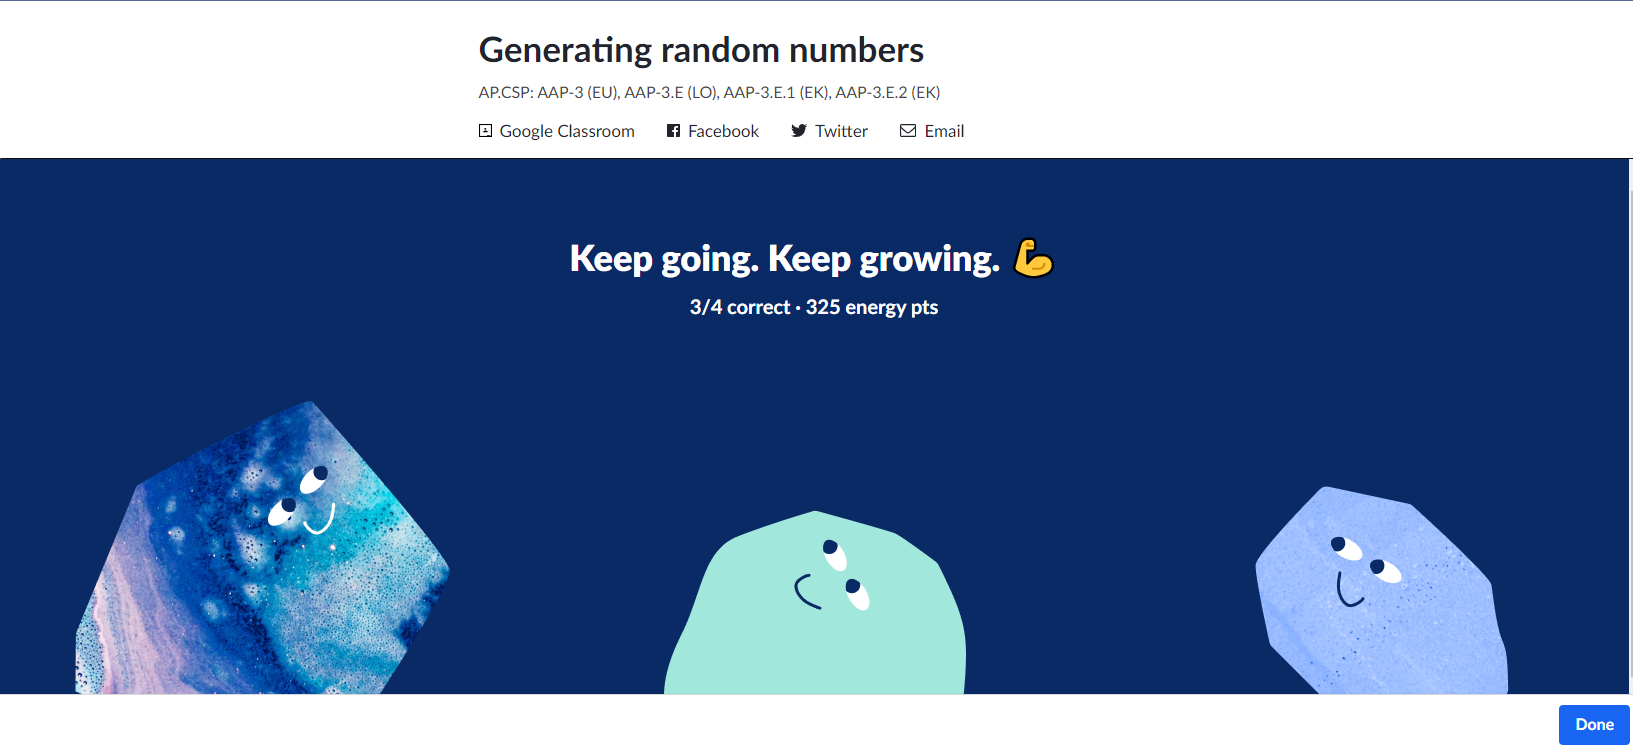 Generating random numbers
AP.CSP: AAP-3 (EU), AAP-3.E (LO), AAP-3.E.1 (EK), AAP-3.E.2 (EK)
Google Classroom Facebook Twitter Email
Keep going. Keep growing. 💪
3/4 correct · 325 energy pts
Done